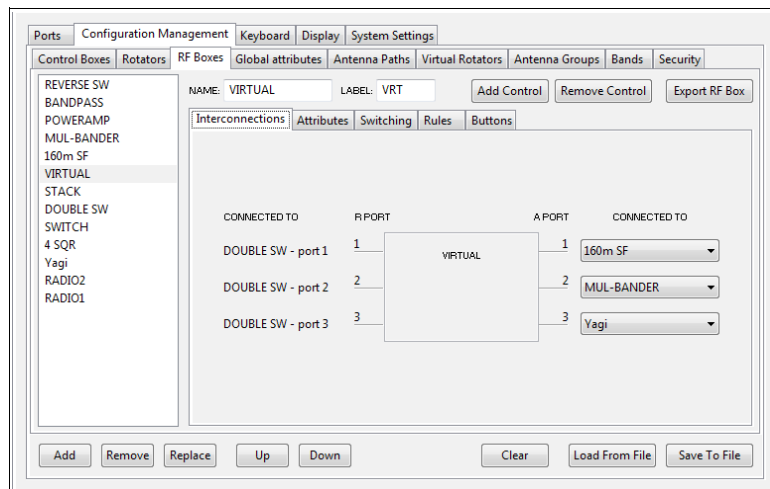 Ports Configuration Management Keyboard Display System Settings
Control Boxes Rotators RF Boxes Global attributes Antenna Paths Virtual Rotators Antenna Groups Bands Security
REVERSE SW
BANDPASS
POWERAMP
MUL-BANDER
160m SF
VIRTUAL
STACK
DOUBLE SW
SWITCH
4 SQR
Yagi
RADIO2
RADIO1
NAME: VIRTUAL LABEL: VRT Add Control Remove Control Export RF Box
Interconnections Attributes Switching Rules Buttons
CONNECTED TO R PORT A PORT CONNECTED TO
DOUBLE SW - port 1 1 VIRTUAL 1 160m SF
DOUBLE SW - port 2 2 2 MUL-BANDER
DOUBLE SW - port 3 3 3 Yagi
Add Remove Replace Up Down Clear Load From File Save To File